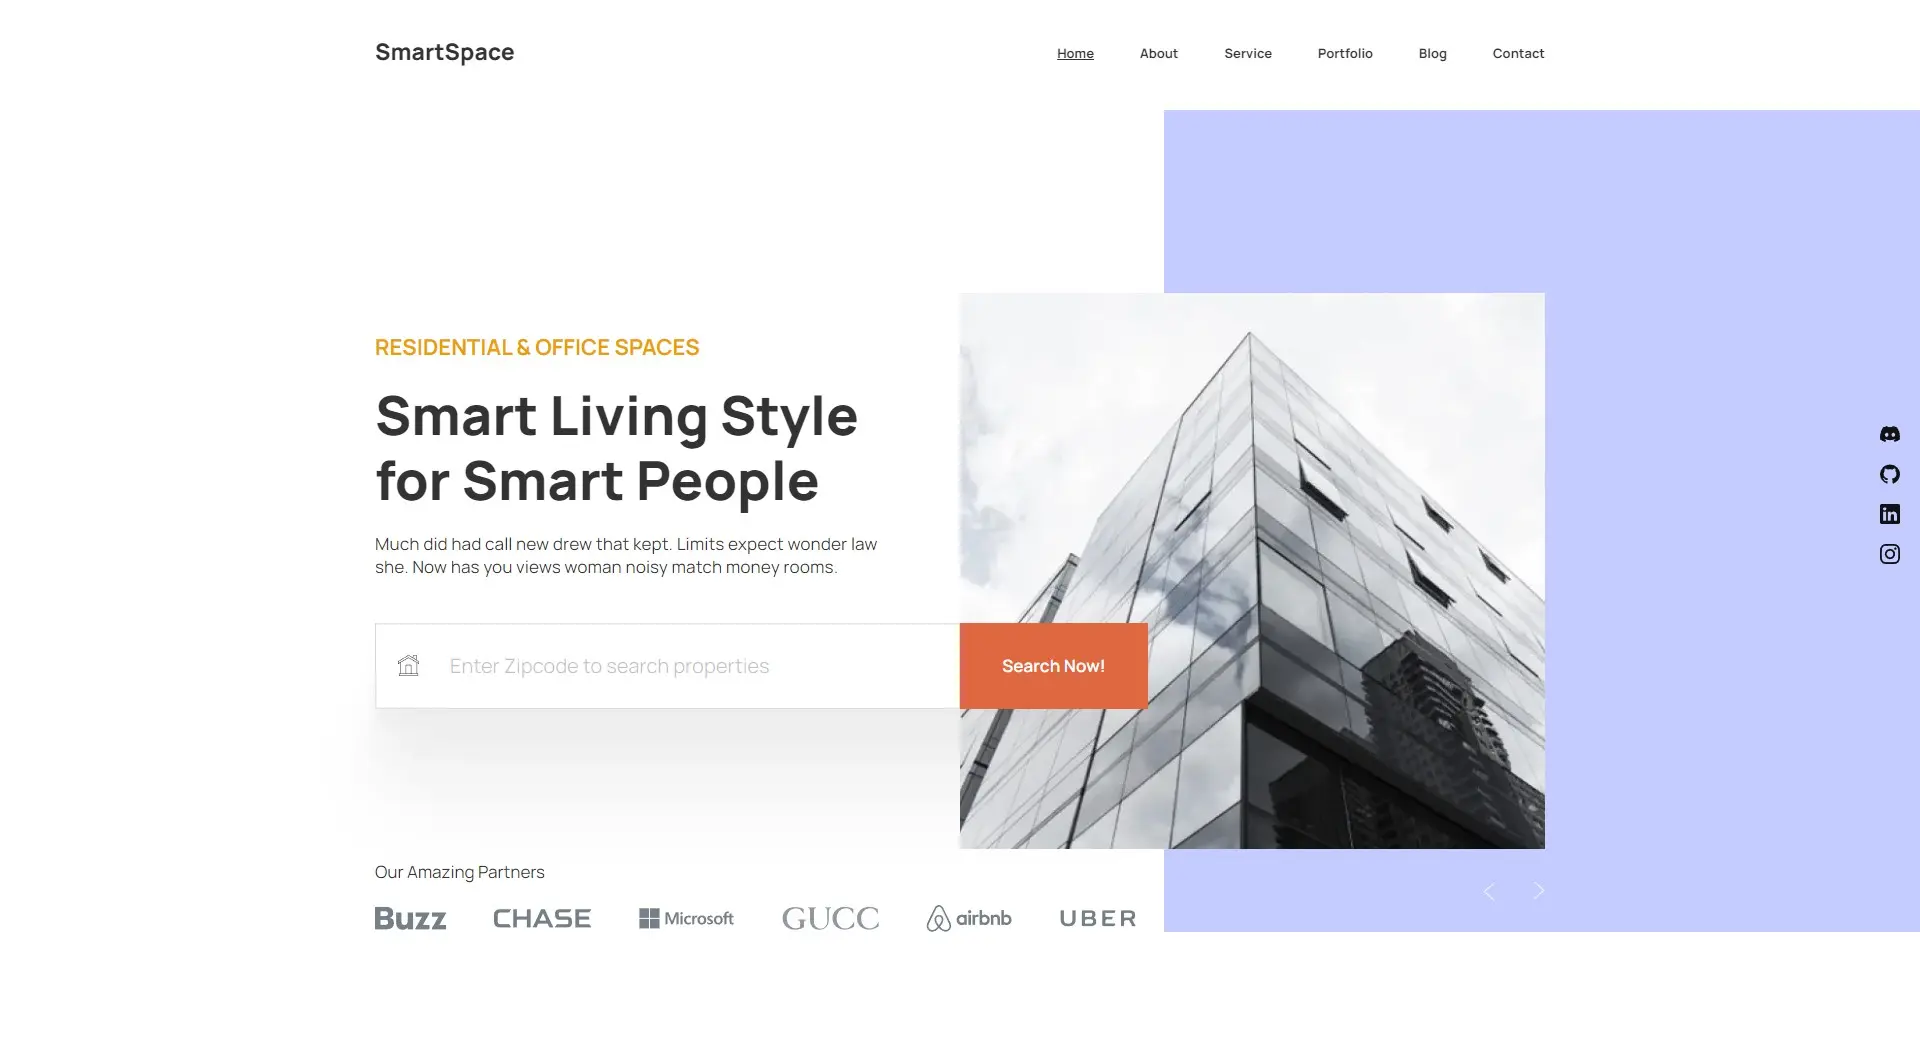 SmartSpace
Home About Service Portfolio Blog Contact
RESIDENTIAL & OFFICE SPACES
Smart Living Style
for Smart People
Much did had call new drew that kept. Limits expect wonder law
she. Now has you views woman noisy match money rooms.
Enter Zipcode to search properties
Search Now!
Our Amazing Partners
Buzz CHASE Microsoft GUCC airbnb UBER